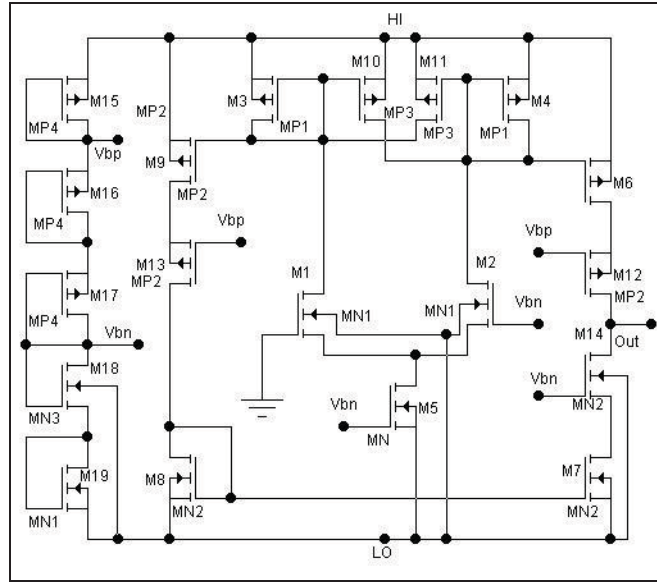 HI
M10
M11
M15
M3
M4
MP2
MP3
MP4
MP1
MP3
MP1
Vbp
M9
M6
M16
MP2
MP4
Vbp
Vbp
M13
M1
M2
M12
M17
MP2
MP4
MN1
MN1
Vbn
MP2
Vbn
M14
Out
M18
Vbn
Vbn
M5
MN2
MN3
MN
M19
M8
M7
MN1
MN2
MN2
LO